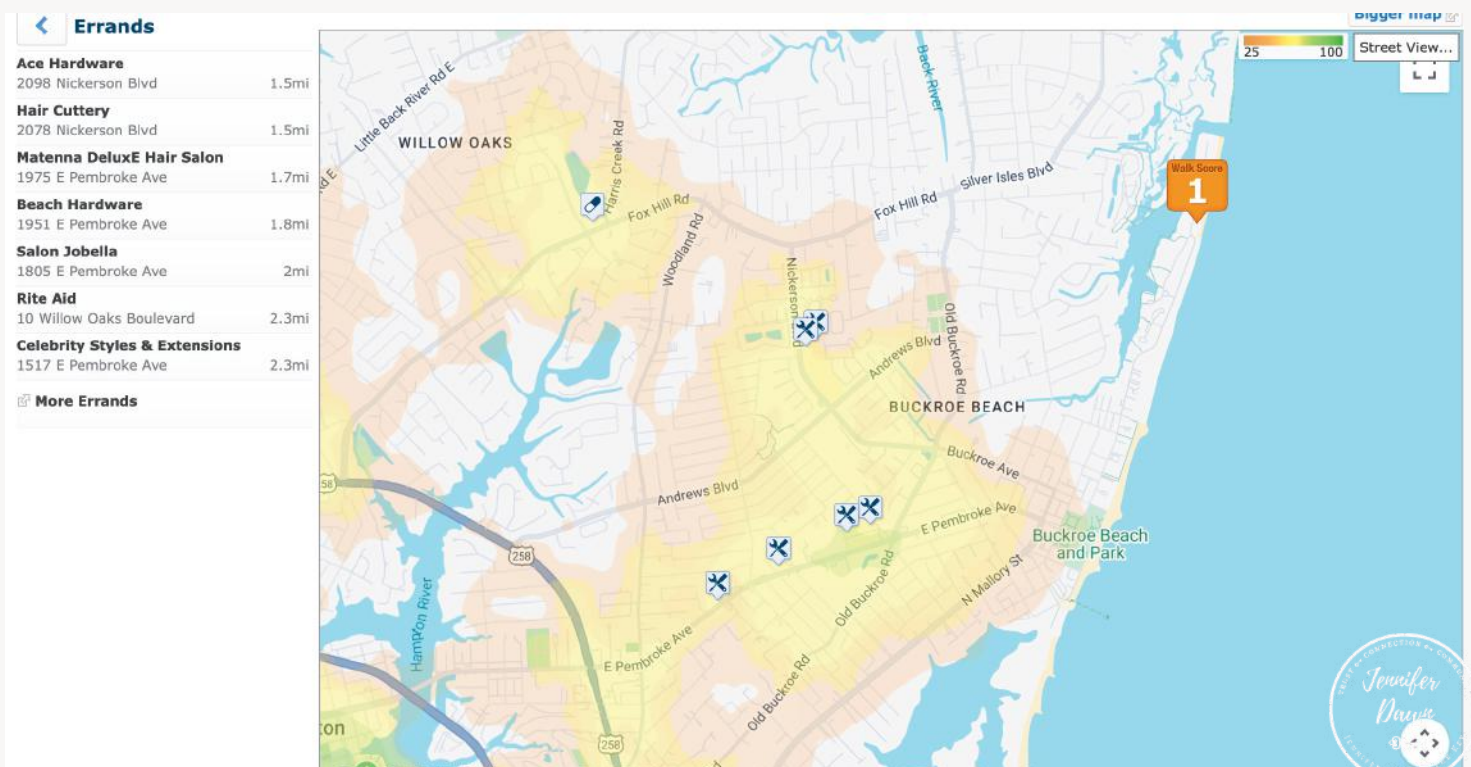 Errands
Bigger map
Ace Hardware
2098 Nickerson Blvd 1.5mi
Hair Cuttery
2078 Nickerson Blvd 1.5mi
Matenna DeluxE Hair Salon
1975 E Pembroke Ave 1.7mi
Beach Hardware
1951 E Pembroke Ave 1.8mi
Salon Jobella
1805 E Pembroke Ave 2mi
Rite Aid
10 Willow Oaks Boulevard 2.3mi
Celebrity Styles & Extensions
1517 E Pembroke Ave 2.3mi
More Errands
25 100
Street View...
Little Back River Rd E
Back River
WILLOW OAKS
Harris Creek Rd
Silver Isles Blvd
Walk Score
1
Fox Hill Rd
Fox Hill Rd
Woodland Rd
Nickerson
Old Buckroe Rd
Andrews Blvd
BUCKROE BEACH
Buckroe Ave
58
Andrews Blvd
E Pembroke Ave
Buckroe Beach
and Park
258
N Mallory St
Old Buckroe Rd
Hampton River
E Pembroke Ave
Old Buckroe Rd
258
ton
Jennifer
Dawn